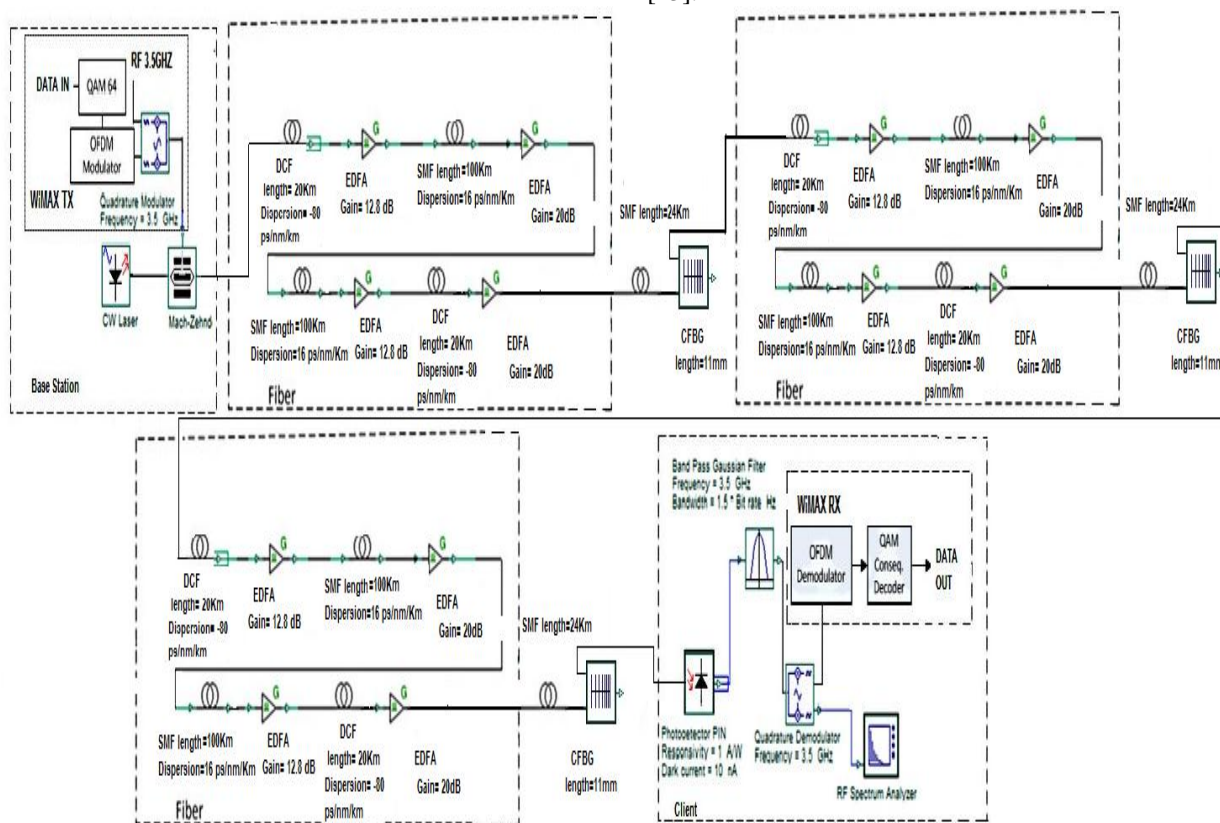 RF 3.5GHZ
DATA IN
QAM 64
OFDM
Modulator
WiMAX TX
Quadrature Modulator
Frequency = 3.5 GHz
CW Laser
Mach-Zehnd
Base Station
DCF
length= 20Km
Dispersion= -80
ps/nm/km
G
EDFA
Gain= 12.8 dB
SMF length=100Km
Dispersion=16 ps/nm/Km
G
EDFA
Gain= 20dB
SMF length=100Km
Dispersion=16 ps/nm/Km
G
EDFA
Gain= 12.8 dB
DCF
length= 20Km
Dispersion= -80
ps/nm/km
G
EDFA
Gain= 20dB
Fiber
SMF length=24Km
CFBG
length=11mm
DCF
length= 20Km
Dispersion= -80
ps/nm/km
G
EDFA
Gain= 12.8 dB
SMF length=100Km
Dispersion=16 ps/nm/Km
G
EDFA
Gain= 20dB
SMF length=100Km
Dispersion=16 ps/nm/Km
G
EDFA
Gain= 12.8 dB
DCF
length= 20Km
Dispersion= -80
ps/nm/km
G
EDFA
Gain= 20dB
Fiber
SMF length=24Km
CFBG
length=11mm
DCF
length= 20Km
Dispersion= -80
ps/nm/km
G
EDFA
Gain= 12.8 dB
SMF length=100Km
Dispersion=16 ps/nm/Km
G
EDFA
Gain= 20dB
SMF length=100Km
Dispersion=16 ps/nm/Km
G
EDFA
Gain= 12.8 dB
DCF
length= 20Km
Dispersion= -80
ps/nm/km
G
EDFA
Gain= 20dB
Fiber
SMF length=24Km
CFBG
length=11mm
Band Pass Gaussian Filter
Frequency = 3.5 GHz
Bandwidth = 1.5 * Bit rate Hz
WiMAX RX
OFDM
Demodulator
QAM
Conseq.
Decoder
DATA
OUT
Photodetector PIN
Responsivity = 1 A/W
Dark current = 10 nA
Quadrature Demodulator
Frequency = 3.5 GHz
RF Spectrum Analyzer
Client